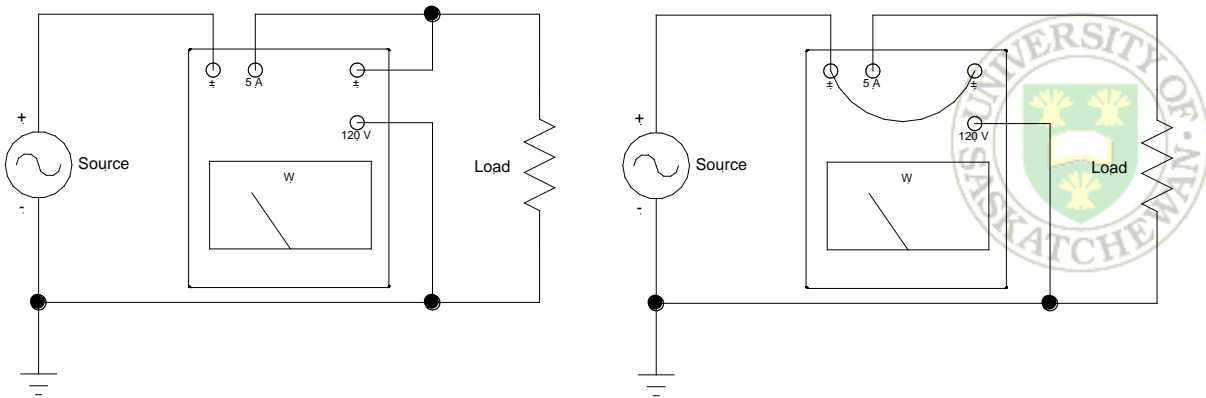 ±
5 A
±
120 V
+
Source
-
W
Load
±
5 A
±
120 V
+
Source
-
W
Load
UNIVERSITY OF
SASKATCHEWAN